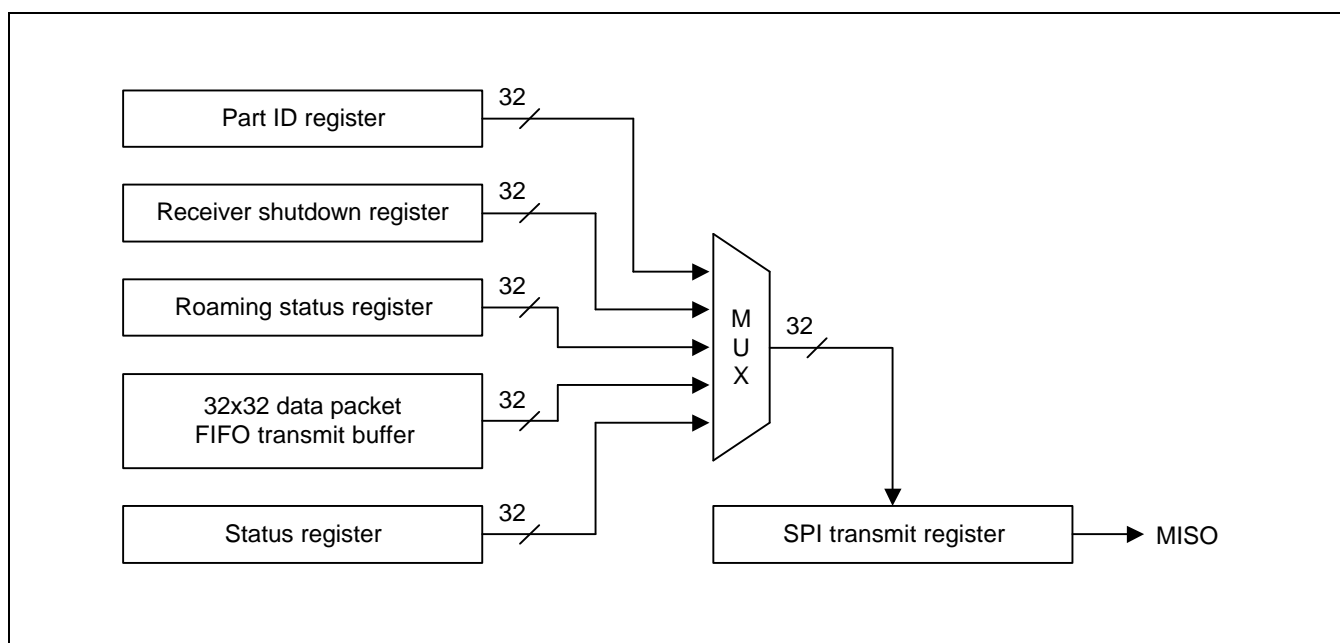 32
Part ID register
32
Receiver shutdown register
32
Roaming status register
32
32x32 data packet
FIFO transmit buffer
32
Status register
M
U
X
32
SPI transmit register
MISO